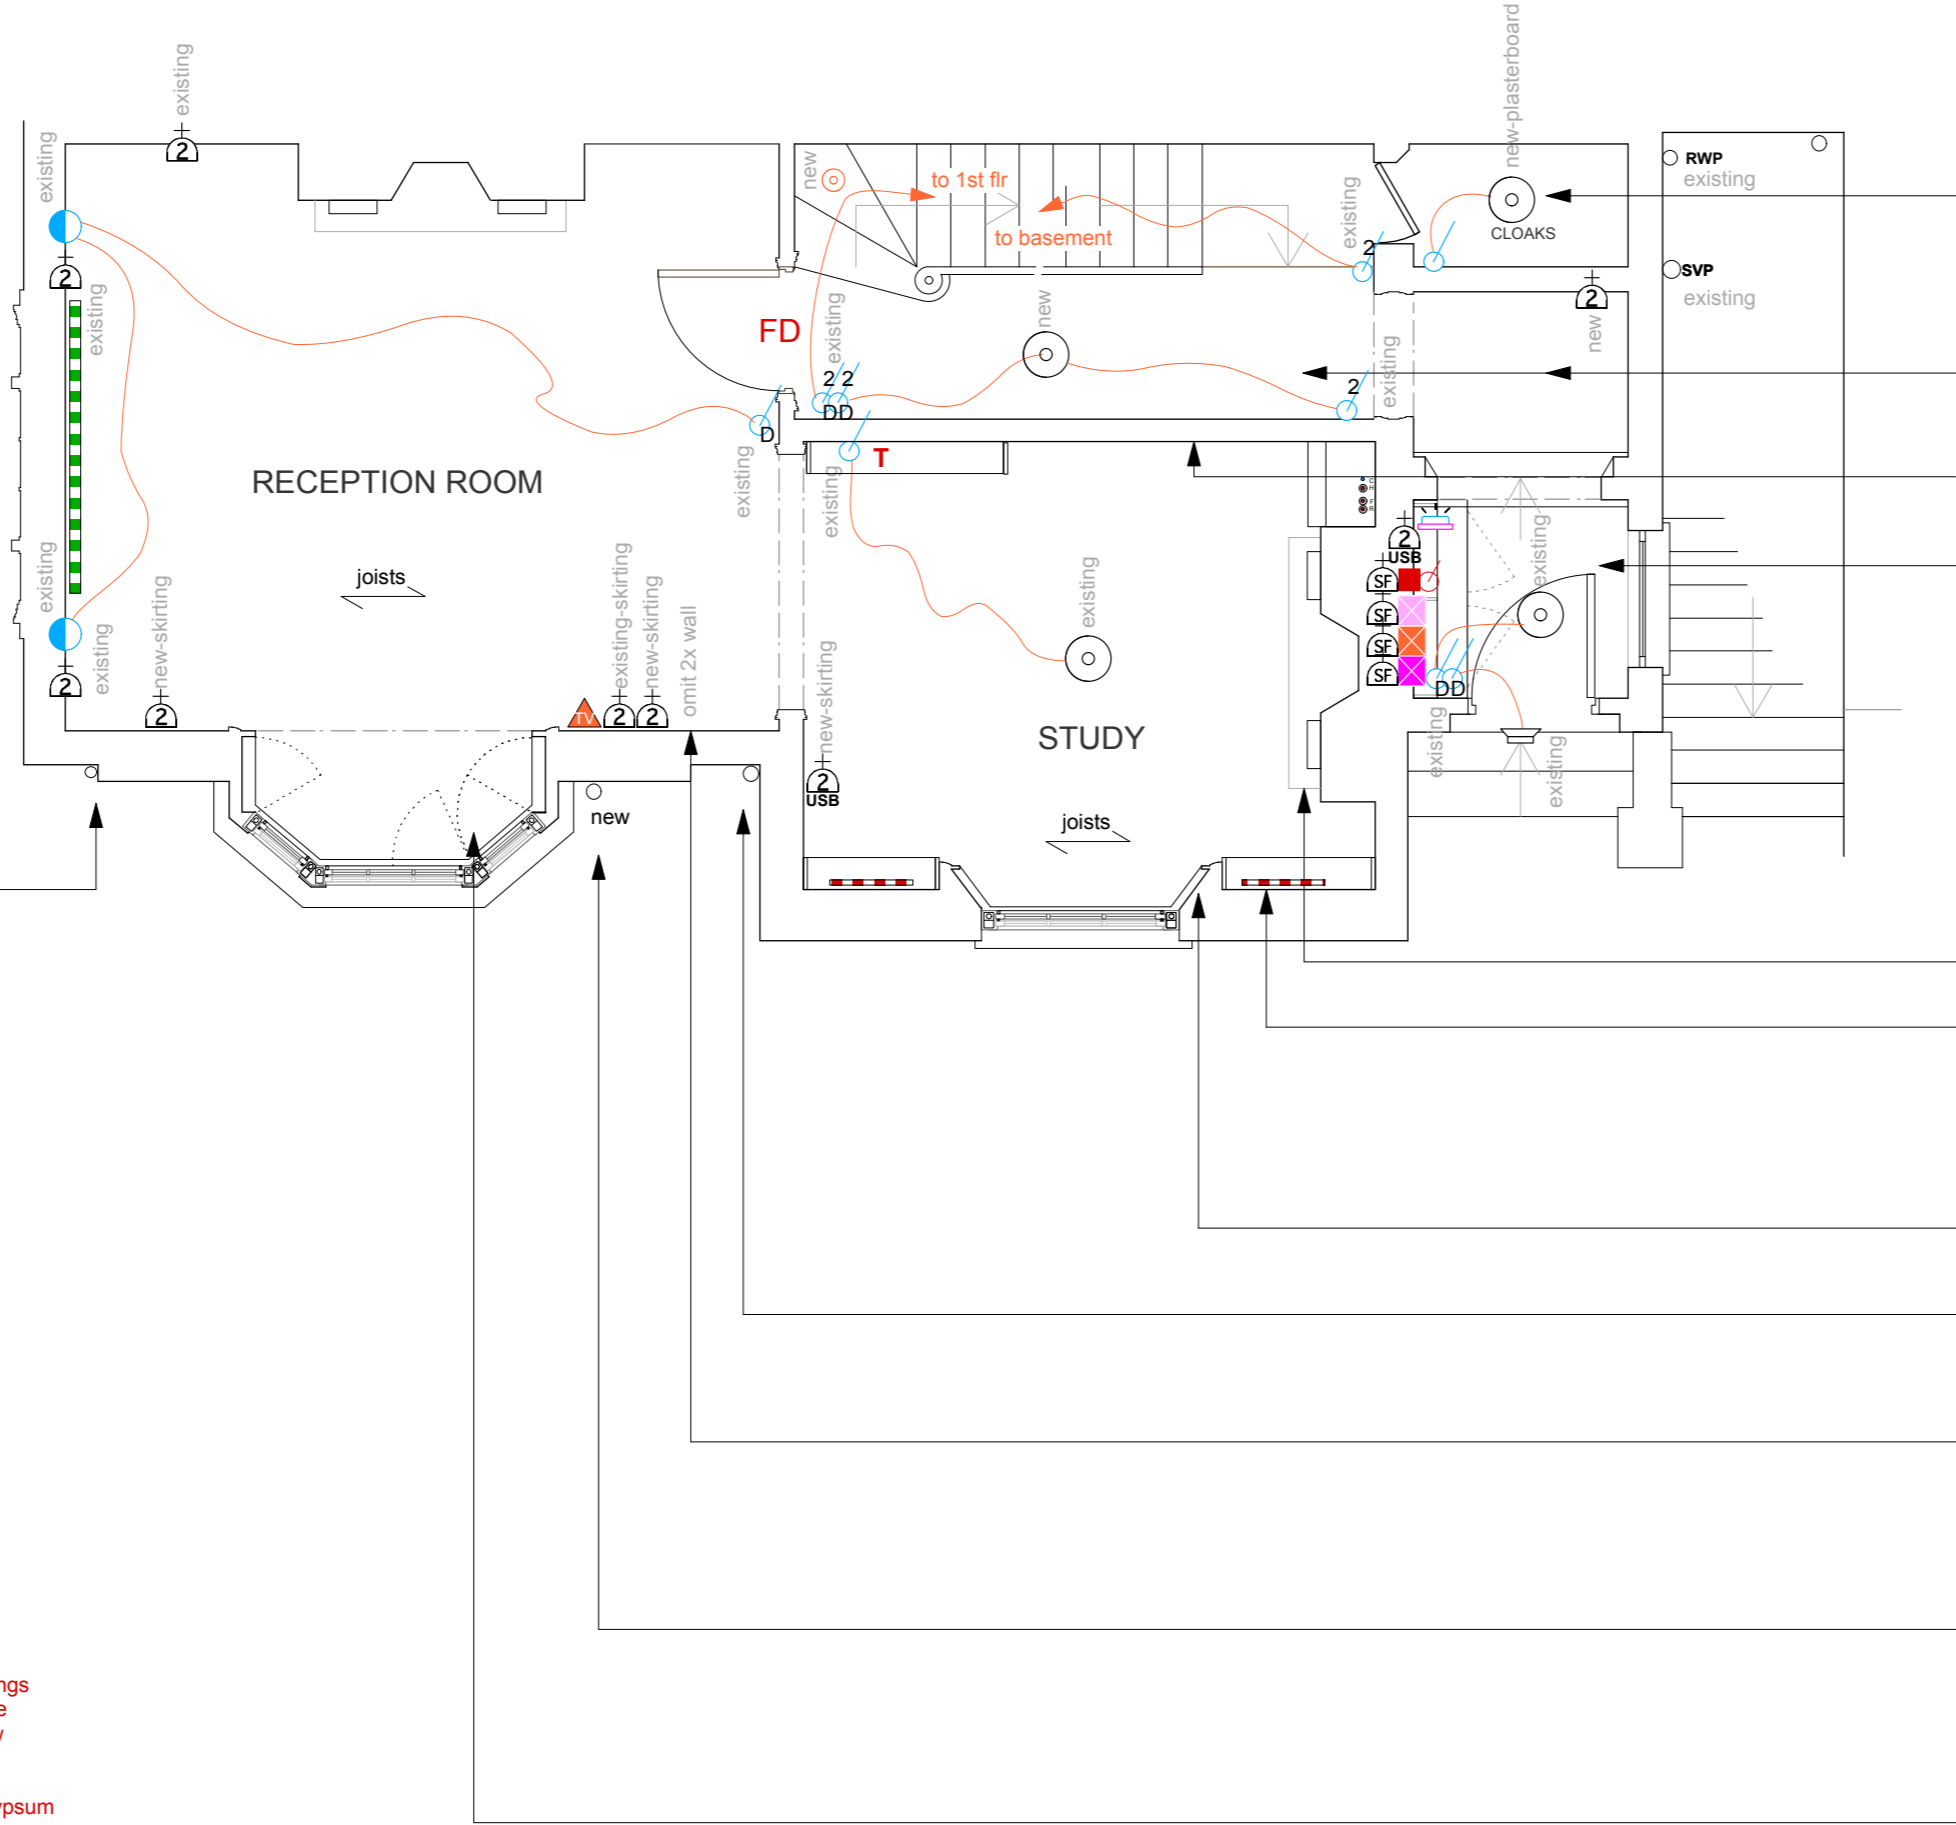 existing
2
existing
new-plasterboard
existing
2
existing
new
to 1st flr
to basement
existing
2
CLOAKS
RWP
existing
SVP
existing
2
new
FD
existing
2 2
DD
new
2
existing
D
existing
T
existing
RECEPTION ROOM
joists
existing
2
existing
new-skirting
2
TV
existing-skirting
2
new-skirting
2
omit 2x wall
existing
STUDY
new-skirting
2
USB
joists
2
USB
SF
SF
SF
SF
existing
DD
existing
existing
new
ngs
e
y
ypsum